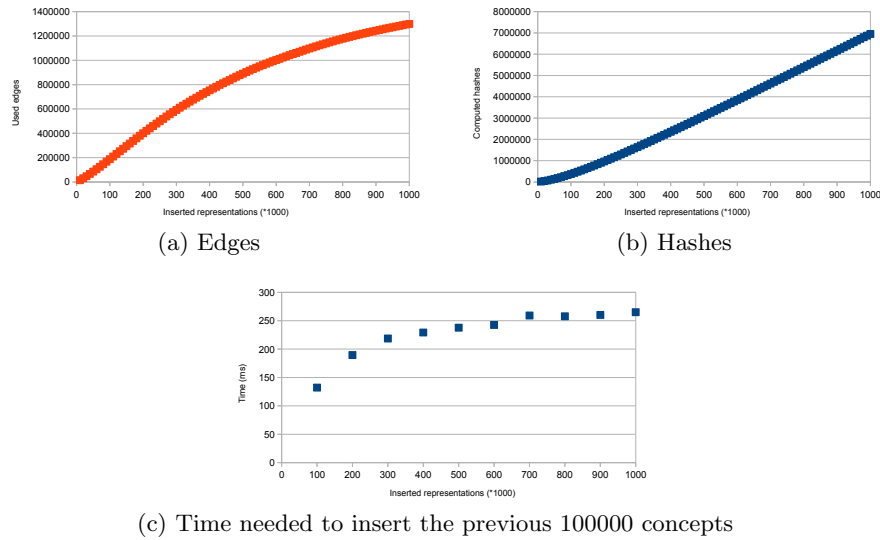 1400000
1200000
1000000
800000
600000
400000
200000
0
Used edges
0 100 200 300 400 500 600 700 800 900 1000
Inserted representations (*1000)
(a) Edges
8000000
7000000
6000000
5000000
4000000
3000000
2000000
1000000
0
Computed hashes
0 100 200 300 400 500 600 700 800 900 1000
Inserted representations (*1000)
(b) Hashes
300
250
200
150
100
50
0
Time (ms)
0 100 200 300 400 500 600 700 800 900 1000
Inserted representations (*1000)
(c) Time needed to insert the previous 100000 concepts